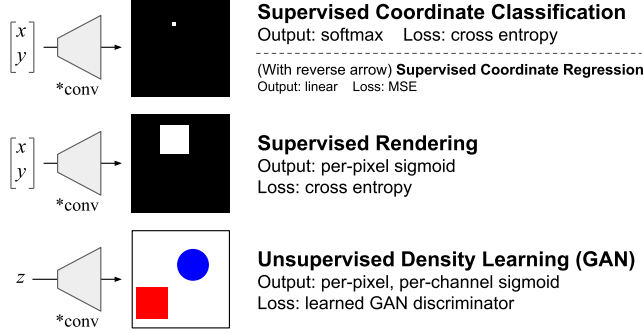 Supervised Coordinate Classification
Output: softmax Loss: cross entropy
x
y
*conv
(With reverse arrow) Supervised Coordinate Regression
Output: linear Loss: MSE
x
y
*conv
Supervised Rendering
Output: per-pixel sigmoid
Loss: cross entropy
z
*conv
Unsupervised Density Learning (GAN)
Output: per-pixel, per-channel sigmoid
Loss: learned GAN discriminator